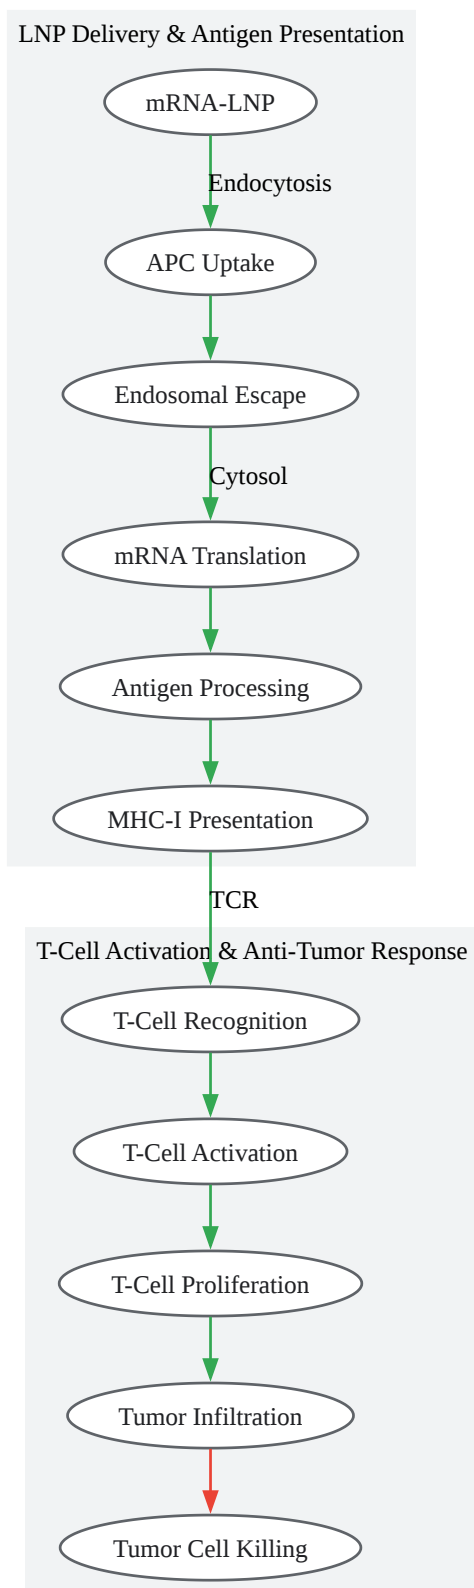 LNP Delivery & Antigen Presentation
mRNA-LNP
Endocytosis
APC Uptake
Endosomal Escape
Cytosol
mRNA Translation
Antigen Processing
MHC-I Presentation
TCR
T-Cell Activation & Anti-Tumor Response
T-Cell Recognition
T-Cell Activation
T-Cell Proliferation
Tumor Infiltration
Tumor Cell Killing